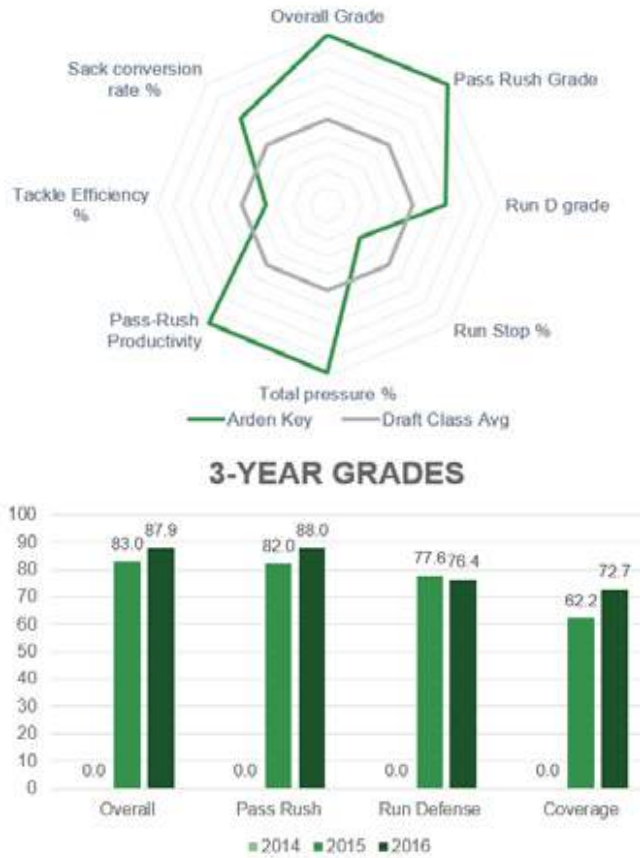 Overall Grade
Sack conversion
rate %
Pass Rush Grade
Tackle Efficiency
%
Run D grade
Pass-Rush
Productivity
Run Stop %
Total pressure %
Arden Key Draft Class Avg
3-YEAR GRADES
100
90
80
70
60
50
40
30
20
10
0
0.0 83.0 87.9
0.0 82.0 88.0
0.0 77.6 76.4
0.0 62.2 72.7
Overall Pass Rush Run Defense Coverage
2014 2015 2016